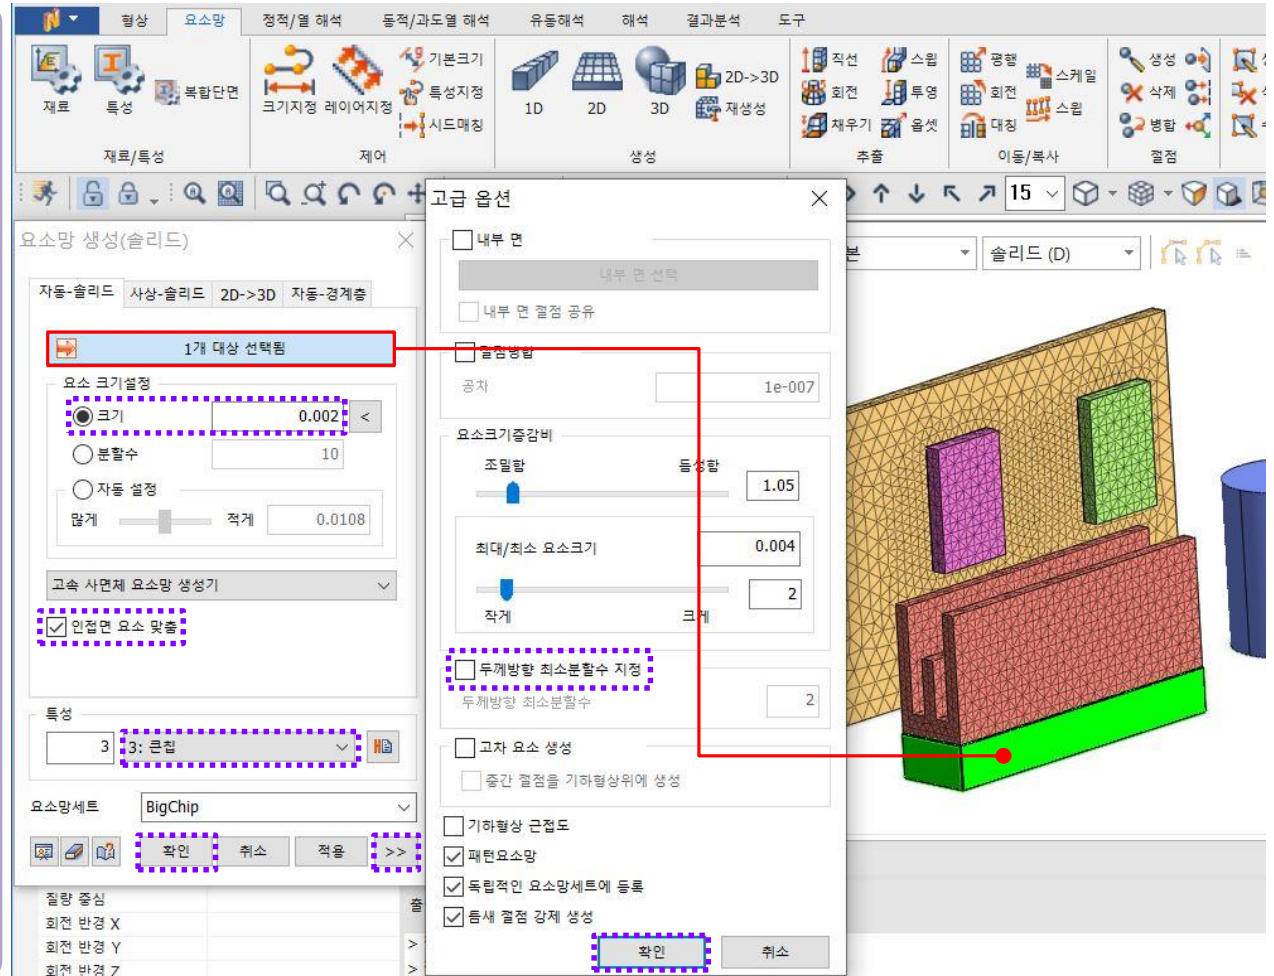 형상 요소망 정적/열 해석 동적/과도열 해석 유동해석 해석 결과분석 도구
재료 특성 복합단면
크기지정 레이어지정 기본크기 특성지정 시드매칭
1D 2D 3D 2D->3D 재생성
직선 스윕
회전 투영
채우기 옵셋
평행
회전
대칭
스케일
스윕
생성
삭제
병합
재료/특성 제어 생성 추출 이동/복사 절점
15
솔리드 (D)
요소망 생성(솔리드)
자동-솔리드 사상-솔리드 2D->3D 자동-경계층
1개 대상 선택됨
요소 크기설정
크기 0.002 <
분할수 10
자동 설정
많게 적게 0.0108
고속 사면체 요소망 생성기
인접면 요소 맞춤
특성
3 3: 큰칩
요소망세트 BigChip
확인 취소 적용 >>
질량 중심
회전 반경 X
회전 반경 Y
회전 반경 Z
출
>
>
고급 옵션
내부 면
내부 면 선택
내부 면 절점 공유
절점병합
공차 1e-007
요소크기증감비
조밀함 듬성함
1.05
최대/최소 요소크기 0.004
2
작게 크게
두께방향 최소분할수 지정
두께방향 최소분할수 2
고차 요소 생성
중간 절점을 기하형상위에 생성
기하형상 근접도
패턴요소망
독립적인 요소망세트에 등록
틈새 절점 강제 생성
확인 취소